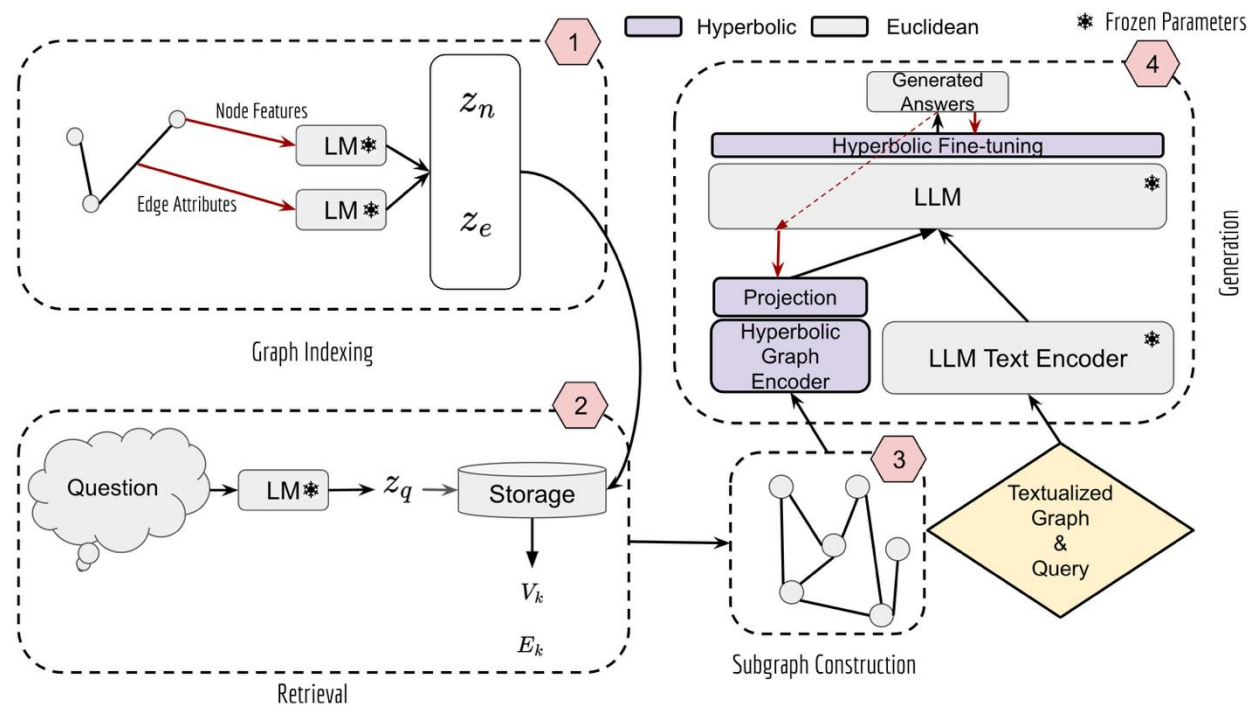 Hyperbolic
Euclidean
Frozen Parameters
1
Node Features
Edge Attributes
LM
LM
z_n
z_e
Graph Indexing
2
Question
LM
z_q
Storage
V_k
E_k
Retrieval
3
Subgraph Construction
Textualized
Graph
&
Query
4
Generated
Answers
Hyperbolic Fine-tuning
LLM
Projection
Hyperbolic
Graph
Encoder
LLM Text Encoder
Generation